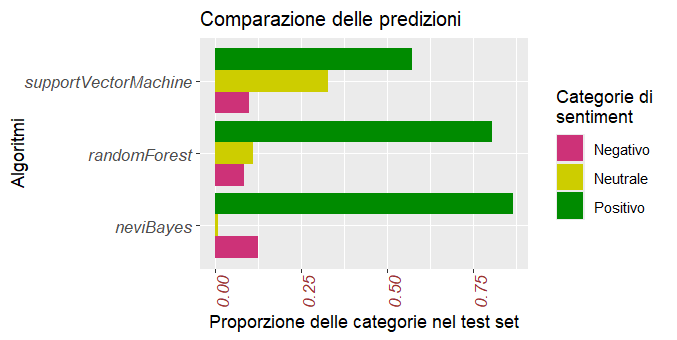 Comparazione delle predizioni
Algoritmi
supportVectorMachine
randomForest
neviBayes
0.00
0.25
0.50
0.75
Proporzione delle categorie nel test set
Categorie di
sentiment
Negativo
Neutrale
Positivo